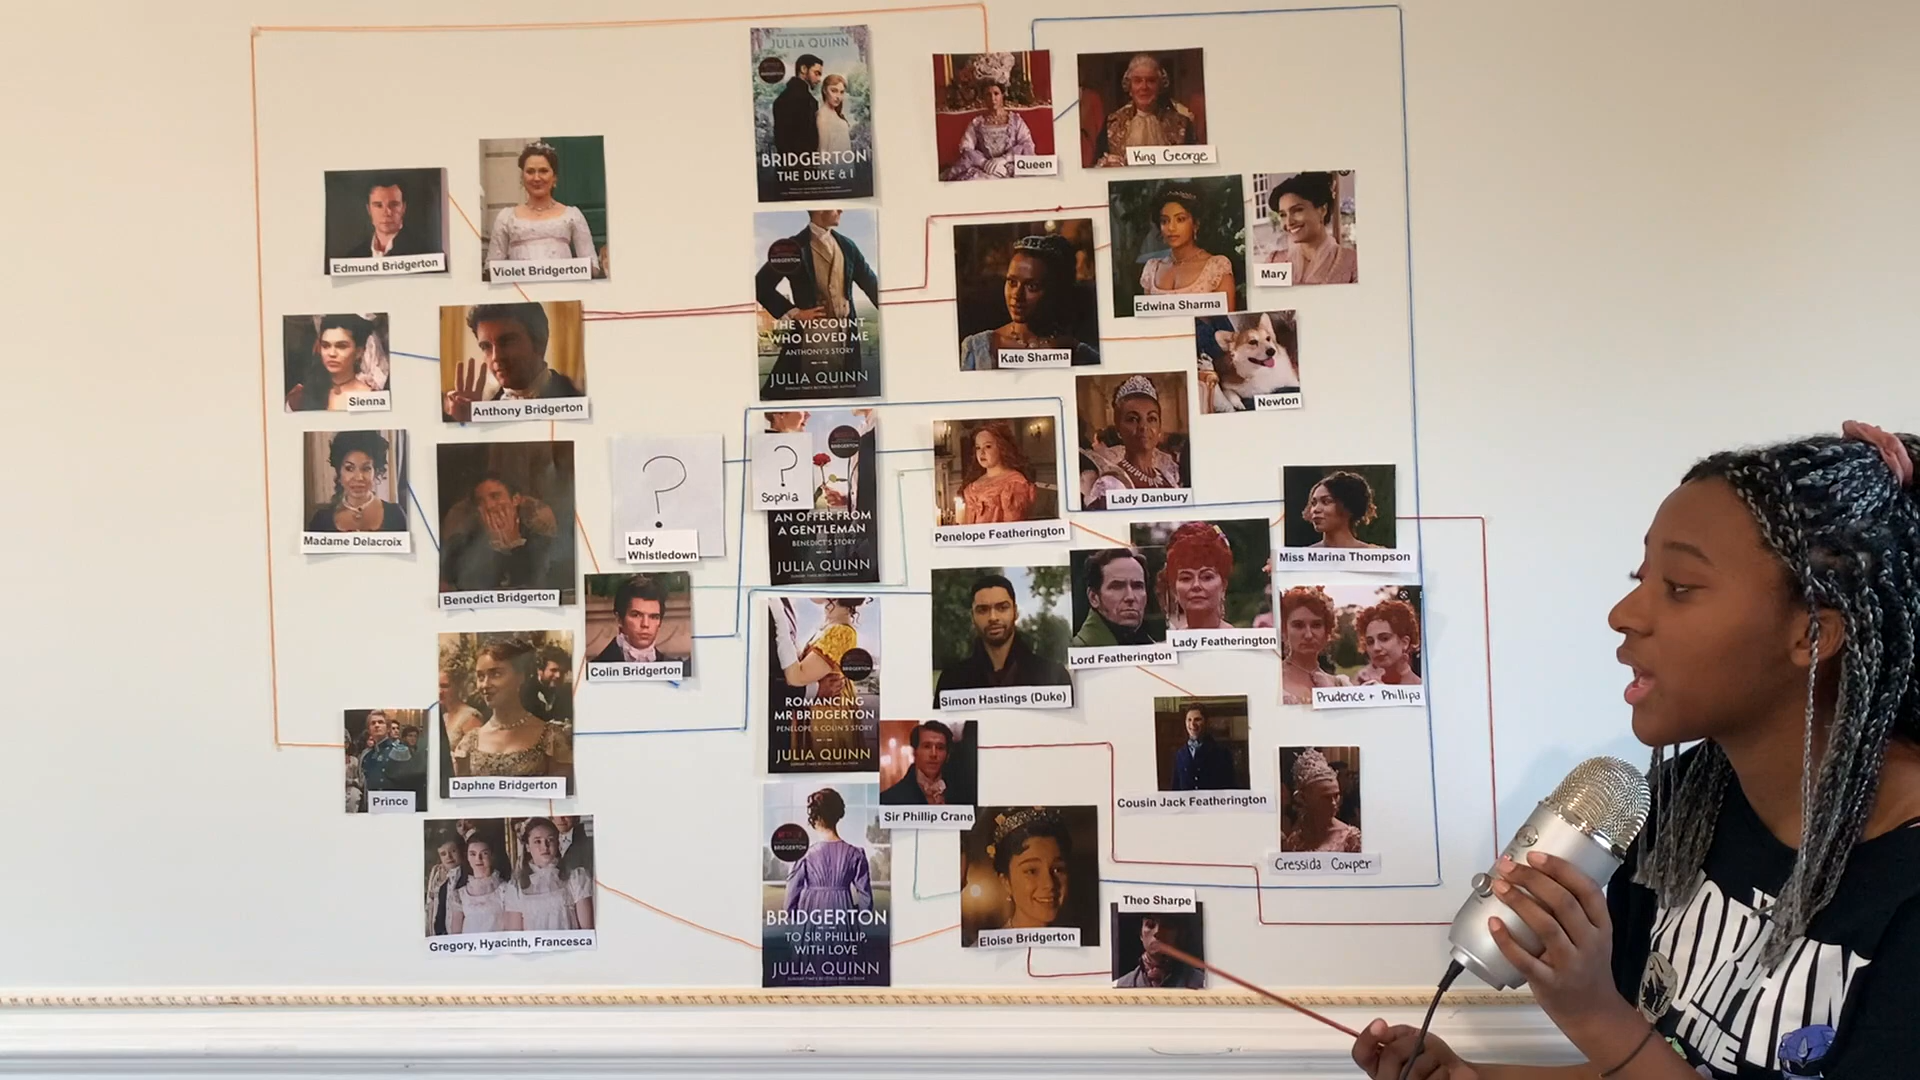 JULIA QUINN
BRIDGERTON
THE DUKE & I
Queen
King George
Edmund Bridgerton
Violet Bridgerton
Mary
Edwina Sharma
BRIDGERTON
THE VISCOUNT
WHO LOVED ME
ANTHONY'S STORY
JULIA QUINN
Kate Sharma
Newton
Sienna
Anthony Bridgerton
?
Lady
Whistledown
?
Sophia
AN OFFER FROM
A GENTLEMAN
BENEDICT'S STORY
JULIA QUINN
Penelope Featherington
Lady Danbury
Miss Marina Thompson
Madame Delacroix
Benedict Bridgerton
Colin Bridgerton
Simon Hastings (Duke)
Lord Featherington
Lady Featherington
Prudence + Phillipa
BRIDGERTON
ROMANCING
MR BRIDGERTON
PENELOPE & COLIN'S STORY
JULIA QUINN
Prince
Daphne Bridgerton
Sir Phillip Crane
Cousin Jack Featherington
Cressida Cowper
Gregory, Hyacinth, Francesca
BRIDGERTON
BRIDGERTON
TO SIR PHILLIP,
WITH LOVE
JULIA QUINN
Eloise Bridgerton
Theo Sharpe
MORPHIN
TIME